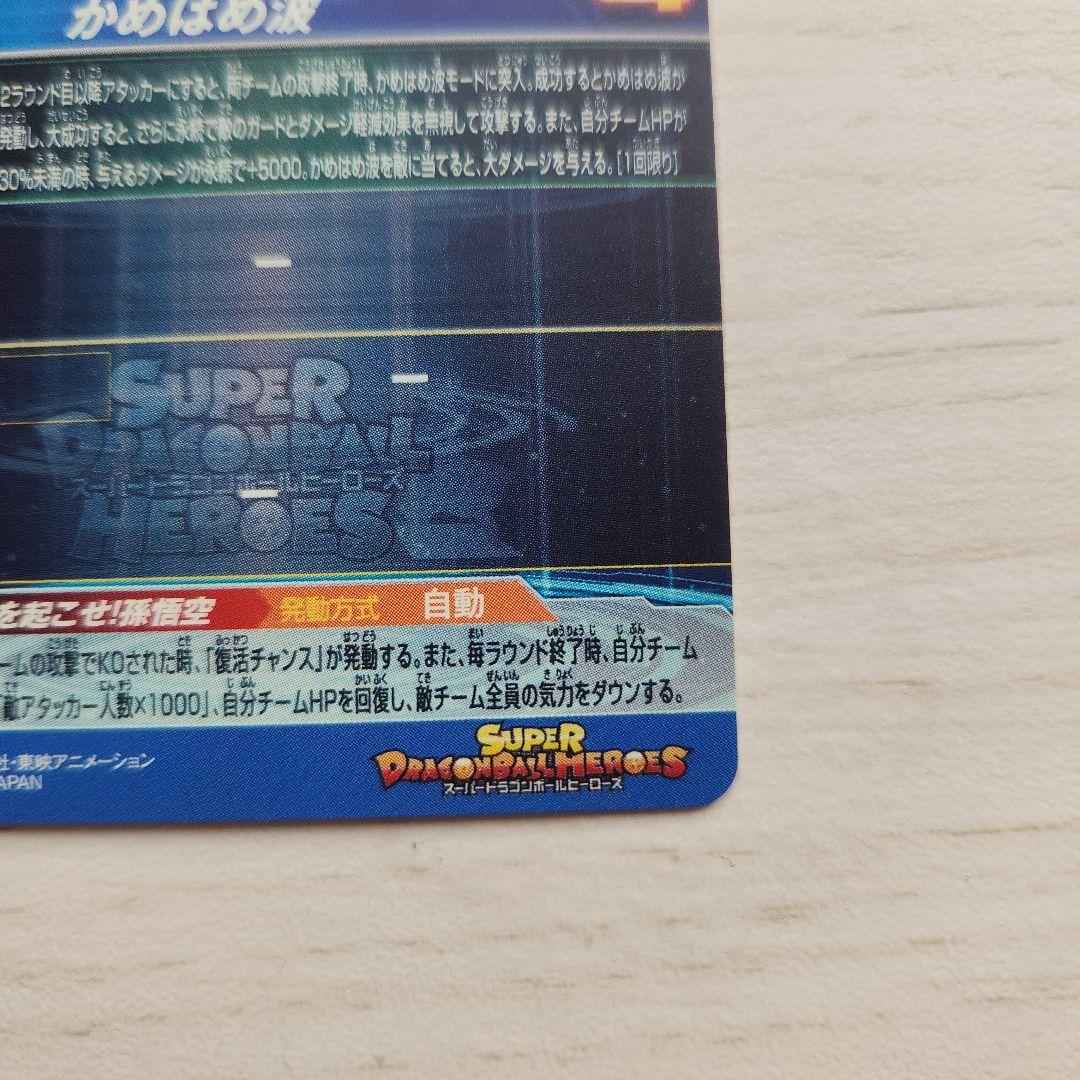 かめはめ波
2ラウンド目以降アタッカーにすると、両チームの攻撃終了時、かめはめ波モードに突入。成功するとかめはめ波が
発動し、大成功すると、さらに永続で敵のガードとダメージ軽減効果を無視して攻撃する。また、自分チームHPが
30%未満の時、与えるダメージが永続で+5000。かめはめ波を敵に当てると、大ダメージを与える。[1回限り]
SUPER
DRAGONBALL
スーパードラゴンボールヒーローズ
HEROES
を起こせ!孫悟空 発動方式 自動
ームの攻撃でKOされた時、「復活チャンス」が発動する。また、毎ラウンド終了時、自分チーム
「敵アタッカー人数×1000」、自分チームHPを回復し、敵チーム全員の気力をダウンする。
社・東映アニメーション
JAPAN
SUPER
DRAGONBALL HEROES
スーパードラゴンボールヒーローズ